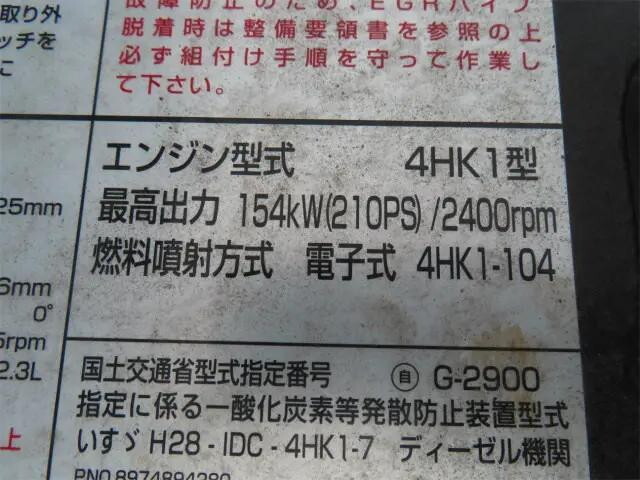 取り外
ッチを
に
故障防止のため、EGRパイプ
脱着時は整備要領書を参照の上
必ず組付け手順を守って作業し
て下さい。
エンジン型式 4HK1型
25mm
最高出力 154kW(210PS)/2400rpm
燃料噴射方式 電子式 4HK1-104
6mm
0°
5rpm
2.3L
国土交通省型式指定番号 自 G-2900
指定に係る一酸化炭素等発散防止装置型式
いすゞ H28-IDC-4HK1-7 ディーゼル機関
上
PNO.8974894280